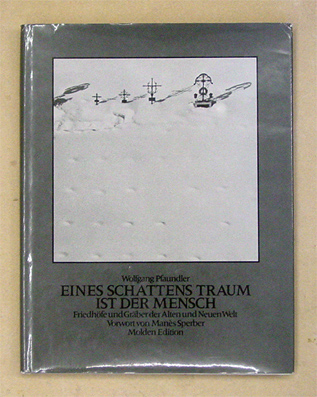 Wolfgang Pfaundler
EINES SCHATTENS TRAUM
IST DER MENSCH
Friedhöfe und Gräber der Alten und Neuen Welt
Vorwort von Manès Sperber
Molden Edition